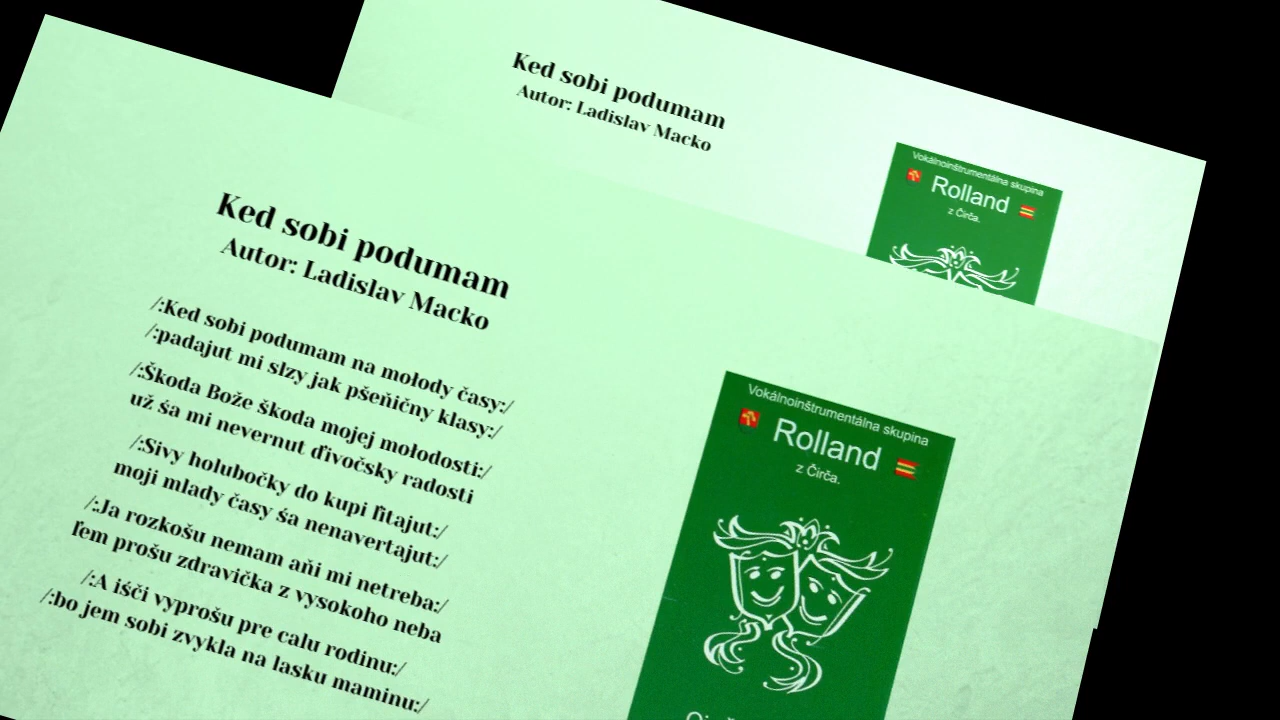 Ked sobi podumam
Autor: Ladislav Macko
Vokálnoinštrumentálna skupina
Rolland
z Čirča.
Ked sobi podumam
Autor: Ladislav Macko
/:Ked sobi podumam na mołody časy:/
/:padajut mi slzy jak pšeňičny klasy:/
/:Škoda Bože škoda mojej mołodosti:/
už śa mi nevernut ďivočsky radosti
/:Sivy holubočky do kupi ľitajut:/
moji mlady časy śa nenavertajut:/
/:Ja rozkošu nemam aňi mi netreba:/
ľem prošu zdravička z vysokoho neba
/:A iśči vyprošu pre calu rodinu:/
/:bo jem sobi zvykla na lasku maminu:/
Vokálnoinštrumentálna skupina
Rolland
z Čirča.